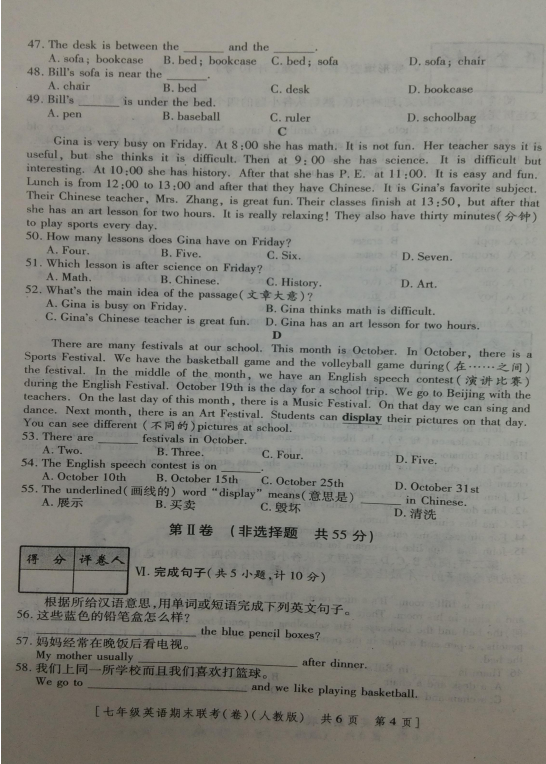 47. The desk is between the ______ and the ______.
A. sofa; bookcase B. bed; bookcase C. bed; sofa D. sofa; chair
48. Bill's sofa is near the ______.
A. chair B. bed C. desk D. bookcase
49. Bill's ______ is under the bed.
A. pen B. baseball C. ruler D. schoolbag
C
Gina is very busy on Friday. At 8:00 she has math. It is not fun. Her teacher says it is
useful, but she thinks it is difficult. Then at 9:00 she has science. It is difficult but
interesting. At 10:00 she has history. After that she has P. E. at 11:00. It is easy and fun.
Lunch is from 12:00 to 13:00 and after that they have Chinese. It is Gina's favorite subject.
Their Chinese teacher, Mrs. Zhang, is great fun. Their classes finish at 13:50, but after that
she has an art lesson for two hours. It is really relaxing! They also have thirty minutes(分钟)
to play sports every day.
50. How many lessons does Gina have on Friday?
A. Four. B. Five. C. Six. D. Seven.
51. Which lesson is after science on Friday?
A. Math. B. Chinese. C. History. D. Art.
52. What's the main idea of the passage(文章大意)?
A. Gina is busy on Friday. B. Gina thinks math is difficult.
C. Gina's Chinese teacher is great fun. D. Gina has an art lesson for two hours.
D
There are many festivals at our school. This month is October. In October, there is a
Sports Festival. We have the basketball game and the volleyball game during(在……之间)
the festival. In the middle of the month, we have an English speech contest(演讲比赛)
during the English Festival. October 19th is the day for a school trip. We go to Beijing with the
teachers. On the last day of this month, there is a Music Festival. On that day we can sing and
dance. Next month, there is an Art Festival. Students can display their pictures on that day.
You can see different (不同的)pictures at school.
53. There are ______ festivals in October.
A. Two. B. Three. C. Four. D. Five.
54. The English speech contest is on ______.
A. October 10th B. October 15th C. October 25th D. October 31st
55. The underlined(画线的) word "display" means(意思是) ______ in Chinese.
A. 展示 B. 买卖 C. 毁坏 D. 清洗
第Ⅱ卷 (非选择题 共55分)
得 分 评卷人
Ⅵ. 完成句子(共5小题,计10分)
根据所给汉语意思,用单词或短语完成下列英文句子。
56. 这些蓝色的铅笔盒怎么样?
______ the blue pencil boxes?
57. 妈妈经常在晚饭后看电视。
My mother usually ______ after dinner.
58. 我们上同一所学校而且我们喜欢打篮球。
We go to ______ and we like playing basketball.
[七年级英语期末联考(卷)(人教版) 共6页 第4页]